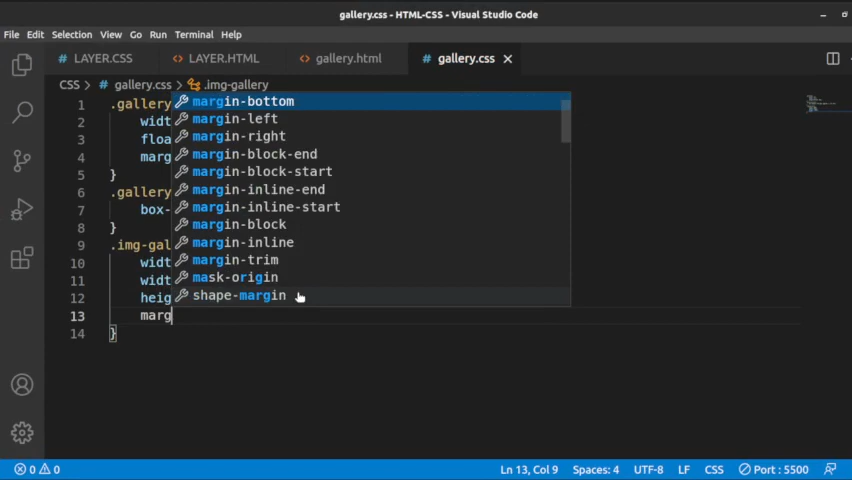 gallery.css - HTML-CSS - Visual Studio Code
File Edit Selection View Go Run Terminal Help
# LAYER.CSS <> LAYER.HTML <> gallery.html # gallery.css
CSS > # gallery.css > .img-gallery
1 .gallery
2 widt
3 floa
4 marg
5 }
6 .gallery
7 box-
8 }
9 .img-gal
10 widt
11 widt
12 heig
13 marg
14 }
margin-bottom
margin-left
margin-right
margin-block-end
margin-block-start
margin-inline-end
margin-inline-start
margin-block
margin-inline
margin-trim
mask-origin
shape-margin
0 0 Ln 13, Col 9 Spaces: 4 UTF-8 LF CSS Port : 5500